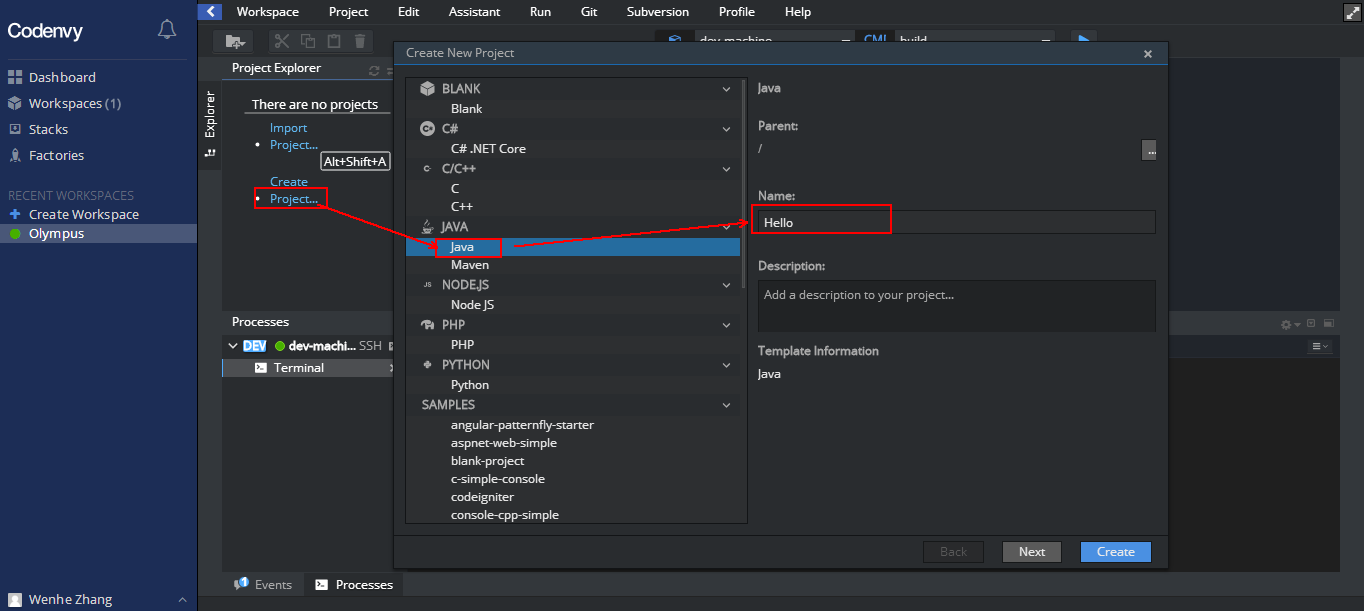 Codenvy
Dashboard
Workspaces (1)
Stacks
Factories
RECENT WORKSPACES
Create Workspace
Olympus
Wenhe Zhang
Workspace Project Edit Assistant Run Git Subversion Profile Help
dev-machine CMD build
Project Explorer
Explorer
There are no projects
Import
Project...
Alt+Shift+A
Create
Project...
Processes
DEV dev-machi... SSH
Terminal
Events 1
Processes
Create New Project
BLANK
Blank
C#
C# .NET Core
C/C++
C
C++
JAVA
Java
Maven
NODE.JS
Node JS
PHP
PHP
PYTHON
Python
SAMPLES
angular-patternfly-starter
aspnet-web-simple
blank-project
c-simple-console
codeigniter
console-cpp-simple
Java
Parent:
/
...
Name:
Hello
Description:
Add a description to your project...
Template Information
Java
Back Next Create